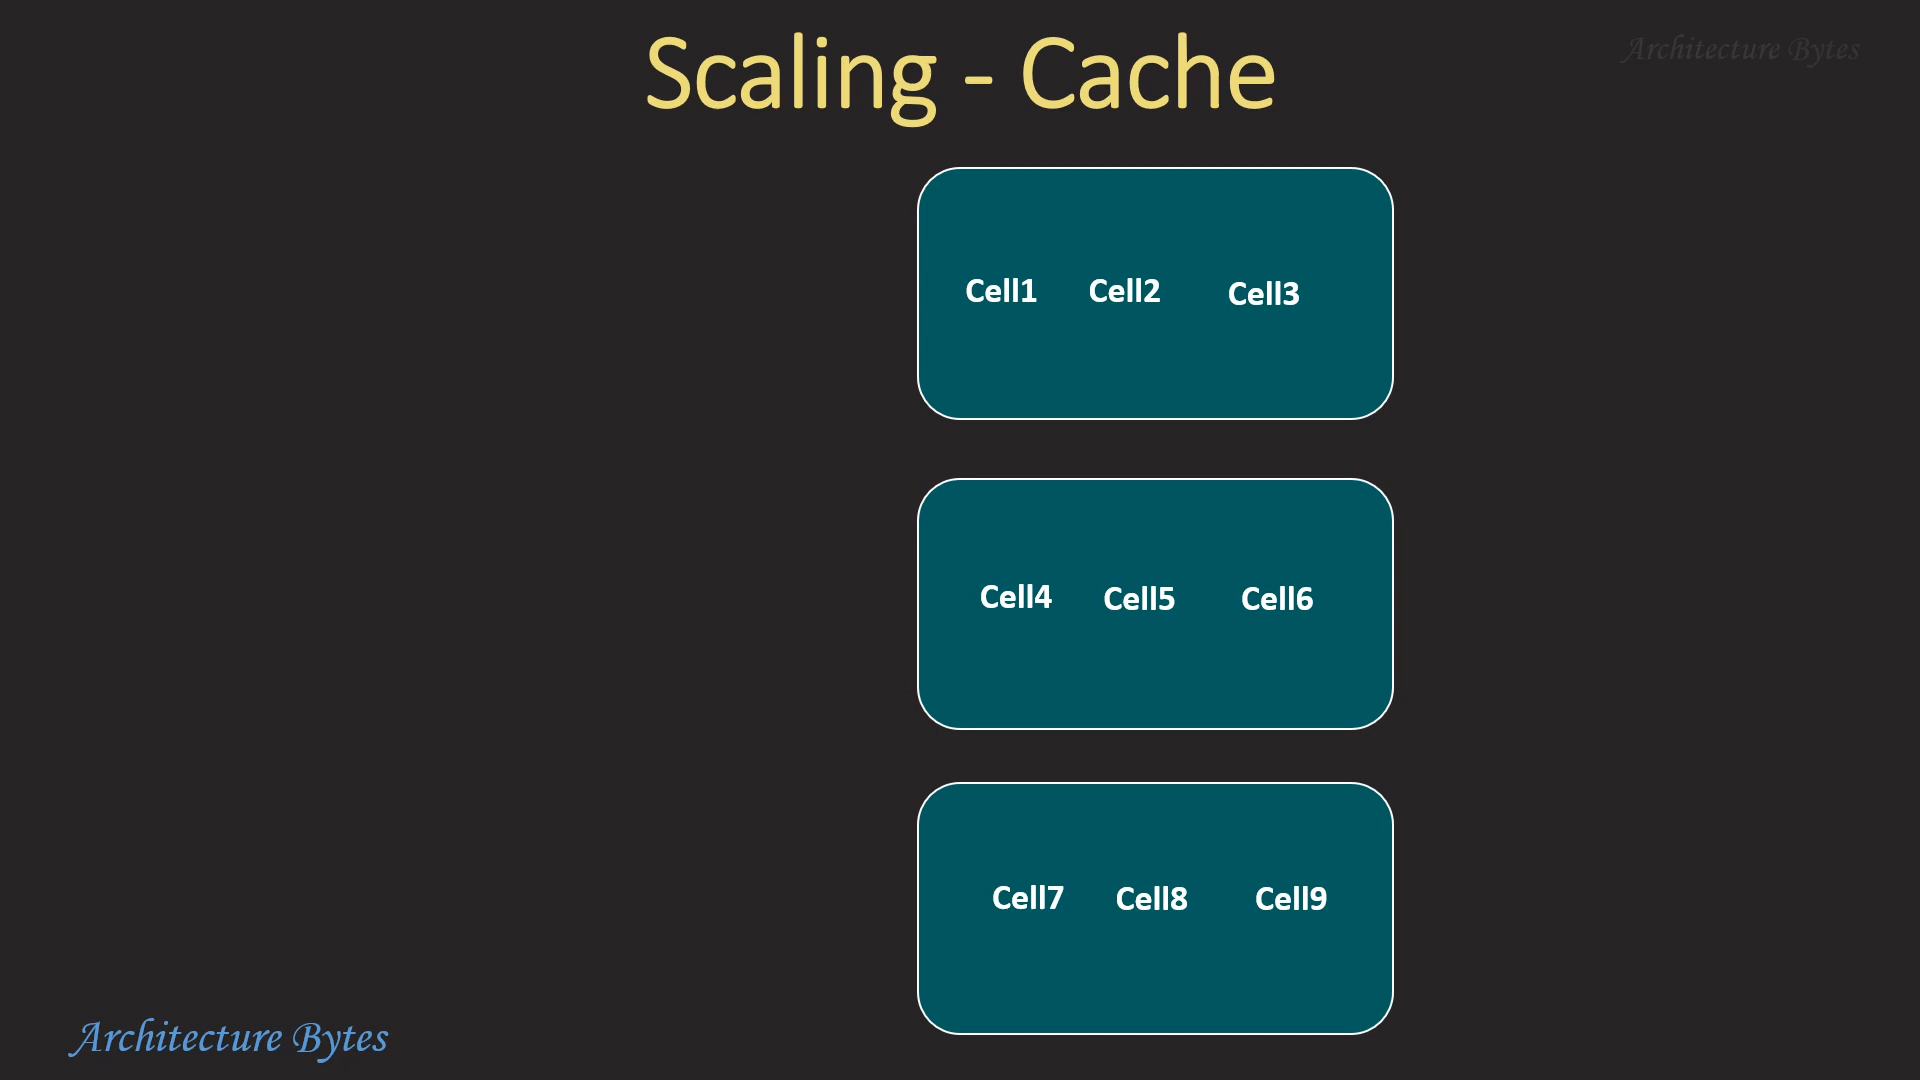 Scaling - Cache
Architecture Bytes
Cell1 Cell2 Cell3
Cell4 Cell5 Cell6
Cell7 Cell8 Cell9
Architecture Bytes